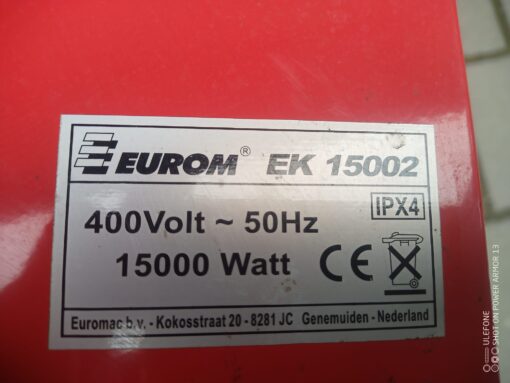 EUROM® EK 15002
IPX4
400Volt ~ 50Hz
15000 Watt CE
Euromac b.v. - Kokosstraat 20 - 8281 JC Genemuiden - Nederland
ULEFONE
SHOT ON POWER ARMOR 13